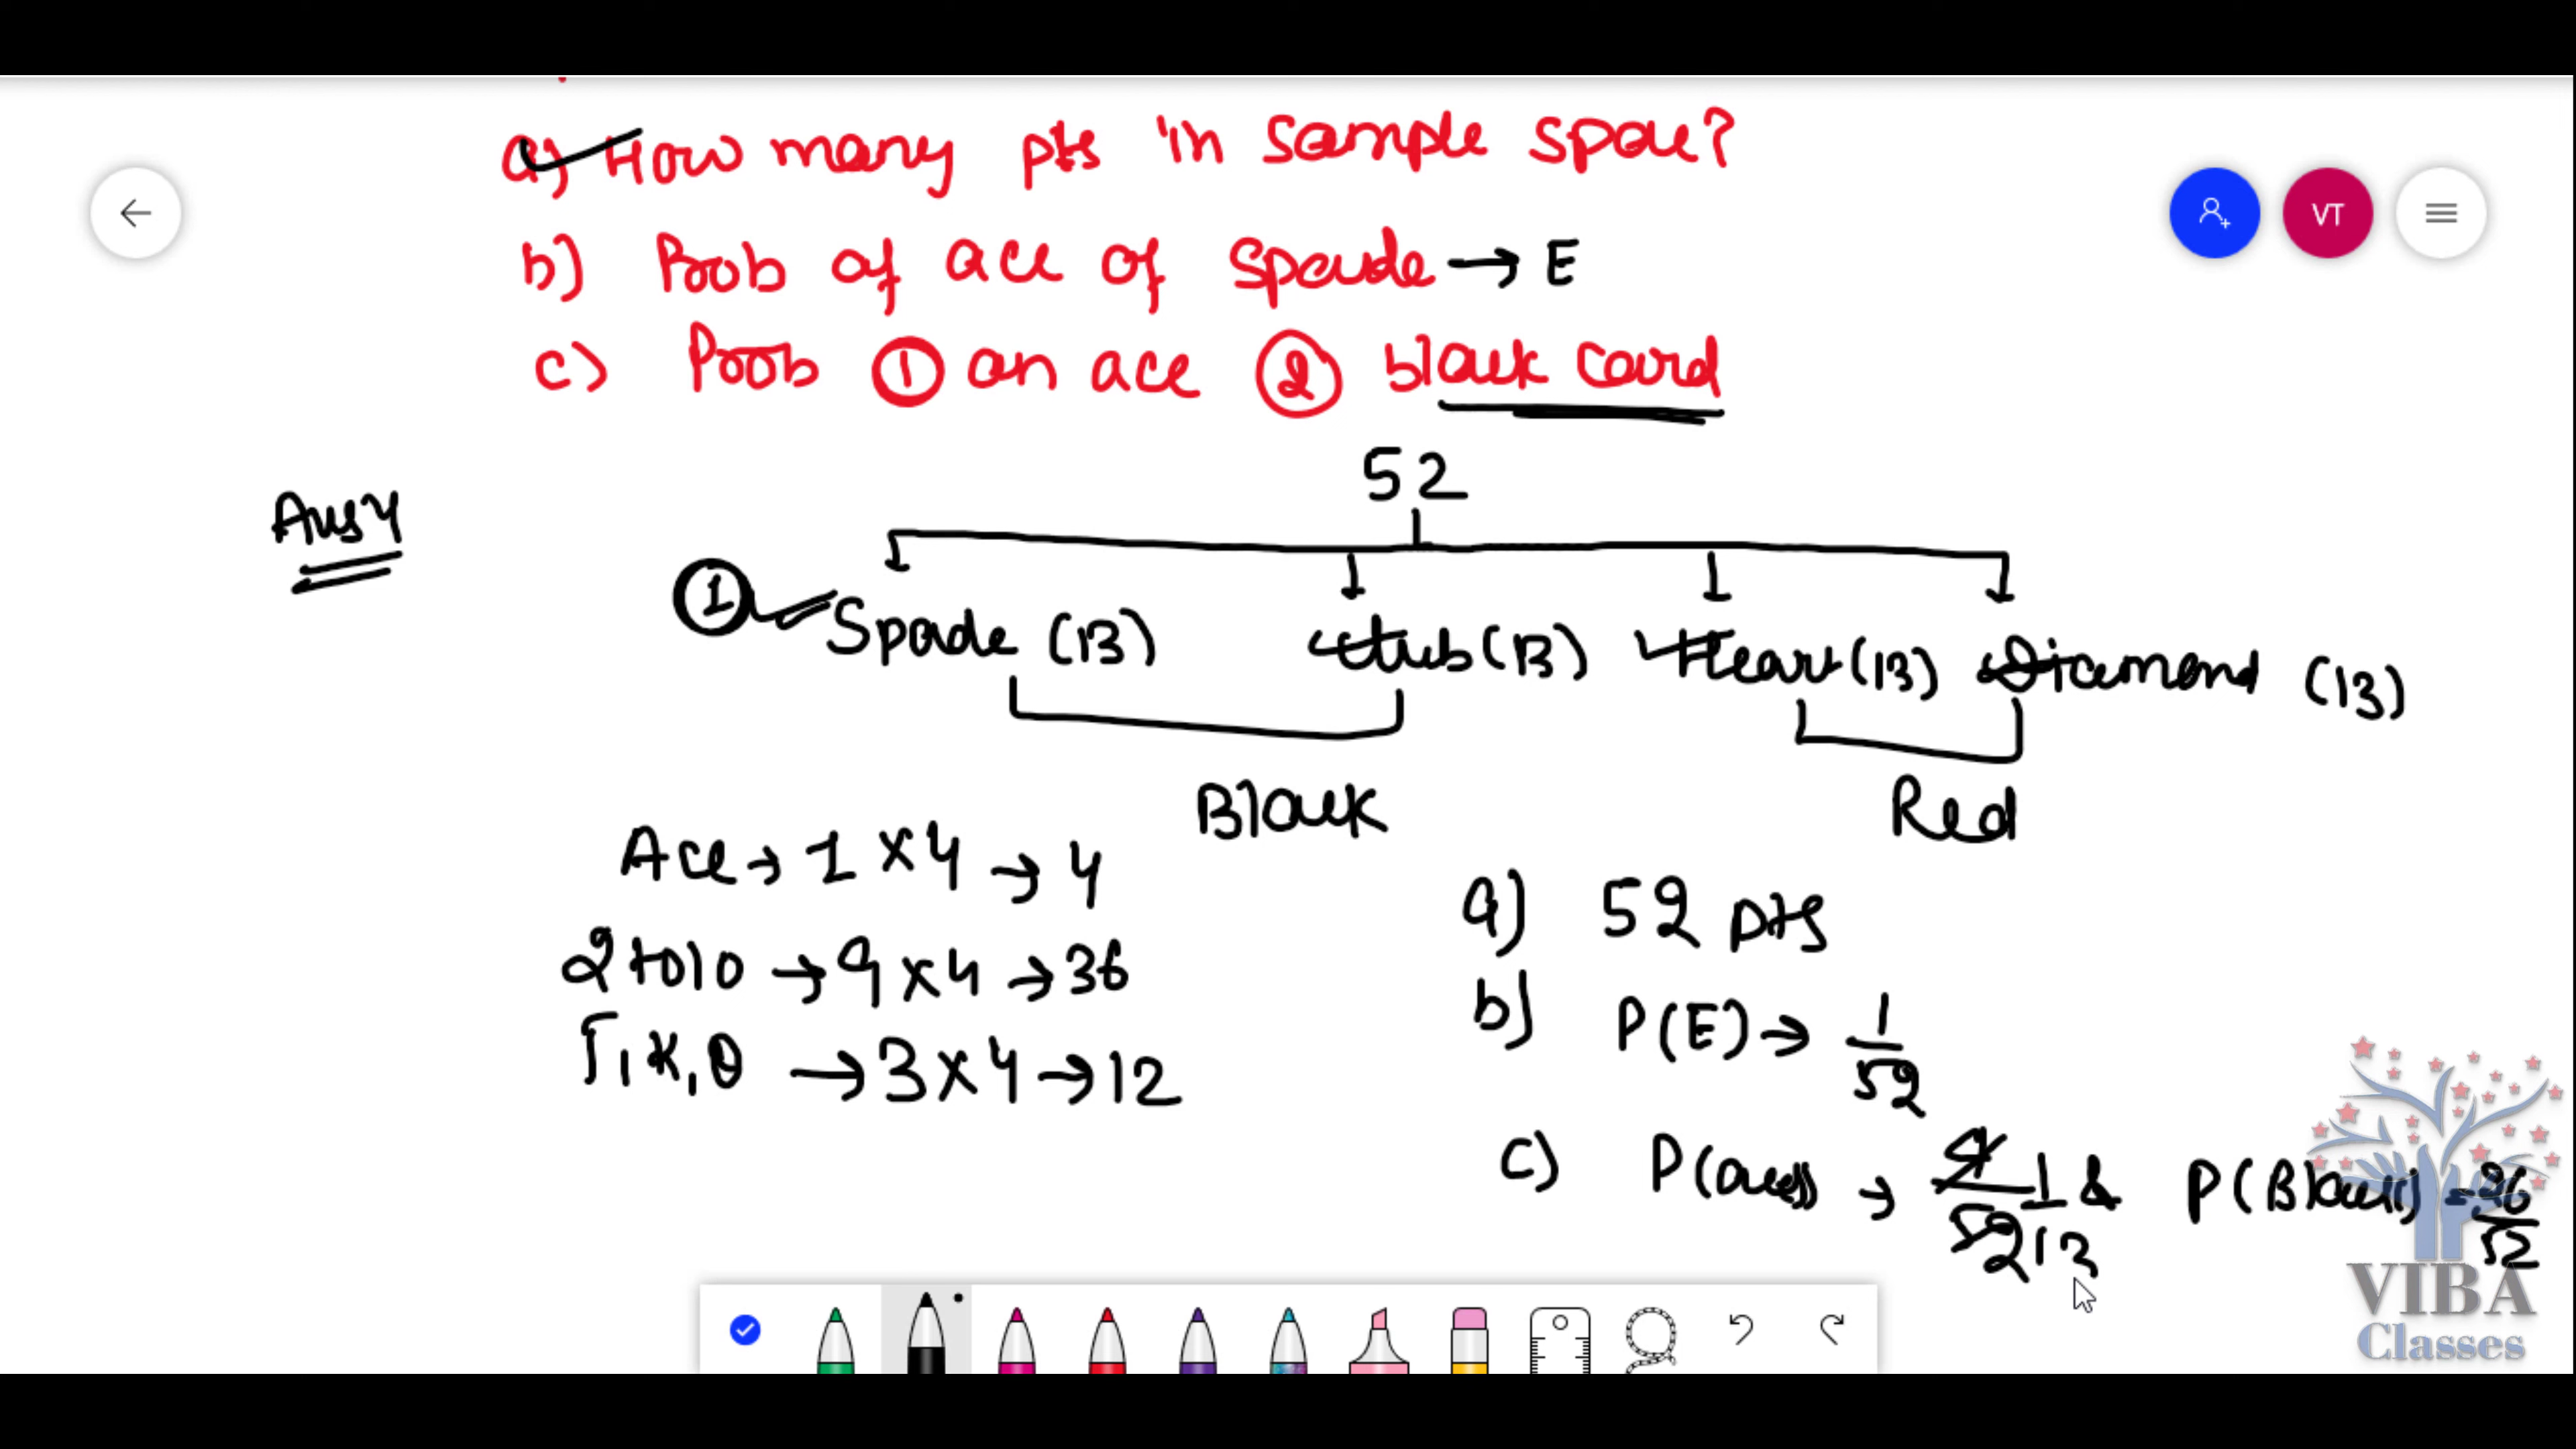 a) How many pts in Sample Space?
b) Prob of ace of Spade → E
c) Prob ① an ace ② black card
VT
52
Ans 4
① Spade (13) Club (13) Heart (13) Diamond (13)
Black Red
Ace → 1 × 4 → 4
2 to 10 → 9 × 4 → 36
J, K, Q → 3 × 4 → 12
a) 52 pts
b) P(E) → 1/52
c) P(aces) → 4/52 1/13 & P(Black) = 26/52
VIBA
Classes